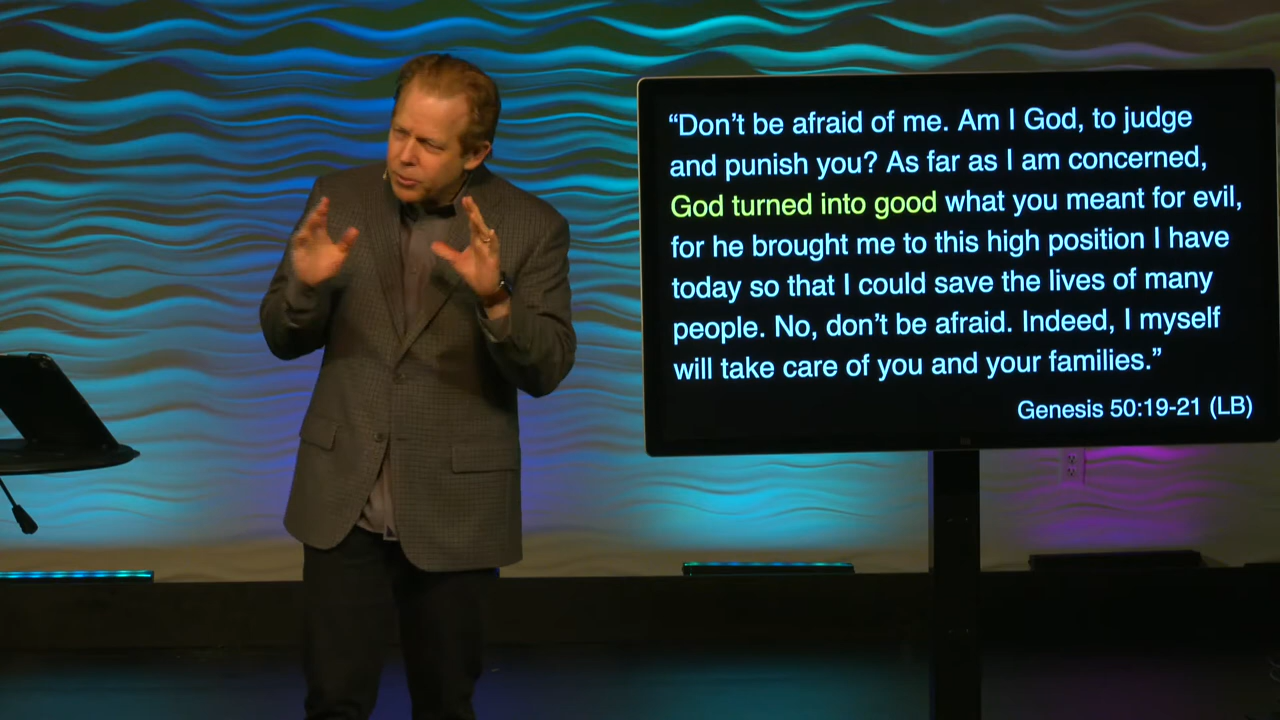 “Don’t be afraid of me. Am I God, to judge
and punish you? As far as I am concerned,
God turned into good what you meant for evil,
for he brought me to this high position I have
today so that I could save the lives of many
people. No, don’t be afraid. Indeed, I myself
will take care of you and your families.”
Genesis 50:19-21 (LB)